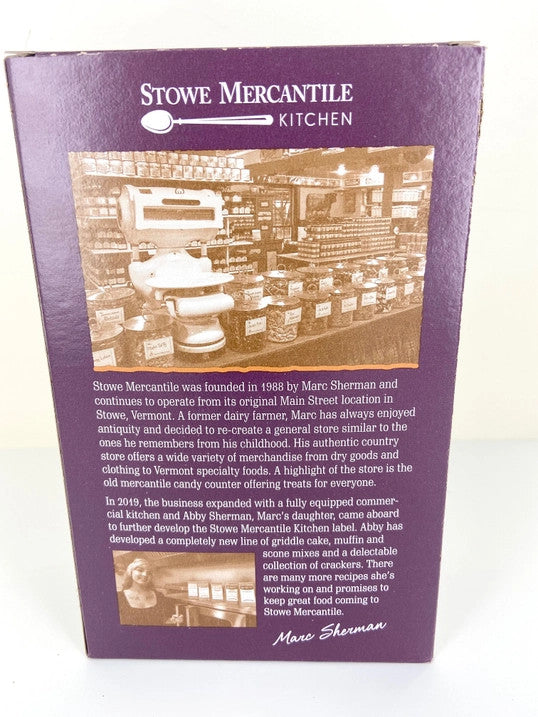 STOWE MERCANTILE
KITCHEN
Stowe Mercantile was founded in 1988 by Marc Sherman and
continues to operate from its original Main Street location in
Stowe, Vermont. A former dairy farmer, Marc has always enjoyed
antiquity and decided to re-create a general store similar to the
ones he remembers from his childhood. His authentic country
store offers a wide variety of merchandise from dry goods and
clothing to Vermont specialty foods. A highlight of the store is the
old mercantile candy counter offering treats for everyone.
In 2019, the business expanded with a fully equipped commer-
cial kitchen and Abby Sherman, Marc's daughter, came aboard
to further develop the Stowe Mercantile Kitchen label. Abby has
developed a completely new line of griddle cake, muffin and
scone mixes and a delectable
collection of crackers. There
are many more recipes she's
working on and promises to
keep great food coming to
Stowe Mercantile.
Marc Sherman